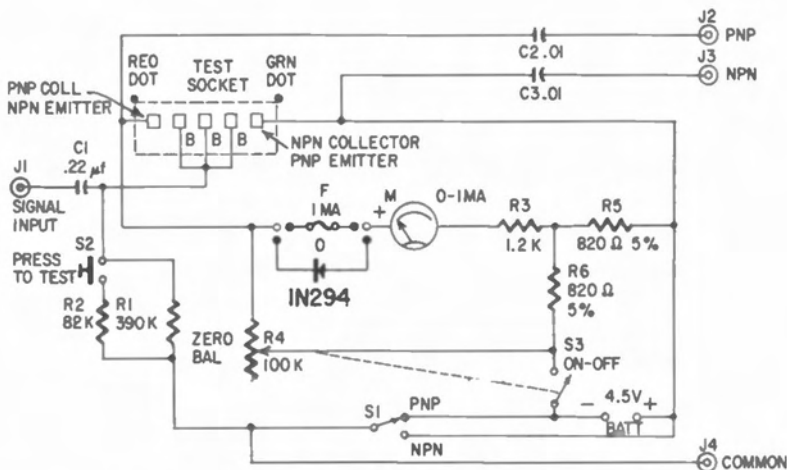 J2
PNP
C2 .01
J3
NPN
C3 .01
RED DOT
TEST SOCKET
GRN DOT
PNP COLL
NPN EMITTER
B
B
B
NPN COLLECTOR
PNP EMITTER
C1
.22 µf
J1
SIGNAL INPUT
F
1MA
M
+
0-1MA
R3
1.2 K
R5
820 Ω 5%
S2
PRESS TO TEST
0
1N294
R6
820 Ω
5%
R2
82K
R1
390K
ZERO BAL
R4
100K
S3
ON-OFF
S1
PNP
NPN
- 4.5V +
BATT
J4
COMMON